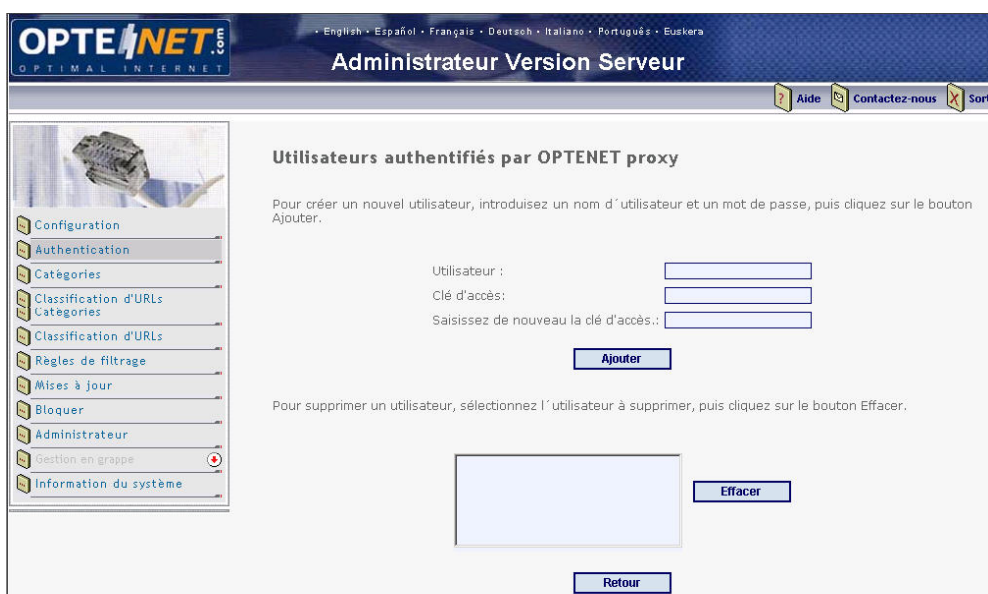 OPTENET.com
OPTIMAL INTERNET
· English · Español · Français · Deutsch · Italiano · Português · Euskera
Administrateur Version Serveur
Aide Contactez-nous Sort
Configuration
Authentication
Catégories
Classification d'URLs
Catégories
Classification d'URLs
Règles de filtrage
Mises à jour
Bloquer
Administrateur
Gestion en grappe
Information du système
Utilisateurs authentifiés par OPTENET proxy
Pour créer un nouvel utilisateur, introduisez un nom d´utilisateur et un mot de passe, puis cliquez sur le bouton
Ajouter.
Utilisateur :
Clé d'accès:
Saisissez de nouveau la clé d'accès.:
Ajouter
Pour supprimer un utilisateur, sélectionnez l´utilisateur à supprimer, puis cliquez sur le bouton Effacer.
Effacer
Retour